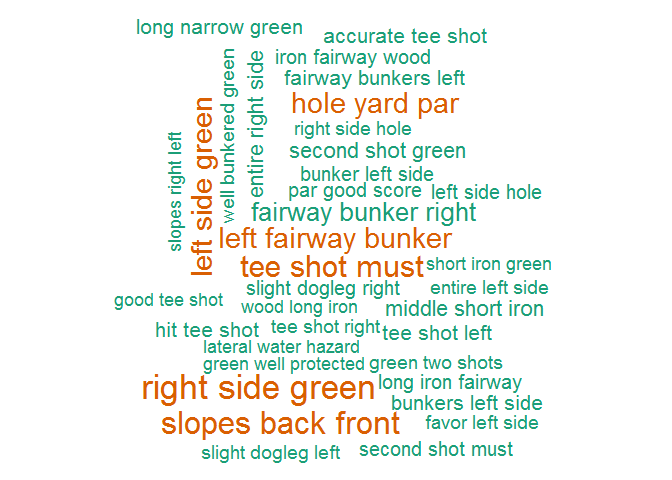 long narrow green
accurate tee shot
iron fairway wood
fairway bunkers left
well bunkered green
entire right side
hole yard par
right side hole
slopes right left
left side green
second shot green
bunker left side
par good score
left side hole
fairway bunker right
left fairway bunker
tee shot must
short iron green
slight dogleg right
entire left side
good tee shot
wood long iron
middle short iron
hit tee shot
tee shot right
tee shot left
lateral water hazard
green well protected
green two shots
right side green
long iron fairway
bunkers left side
slopes back front
favor left side
slight dogleg left
second shot must